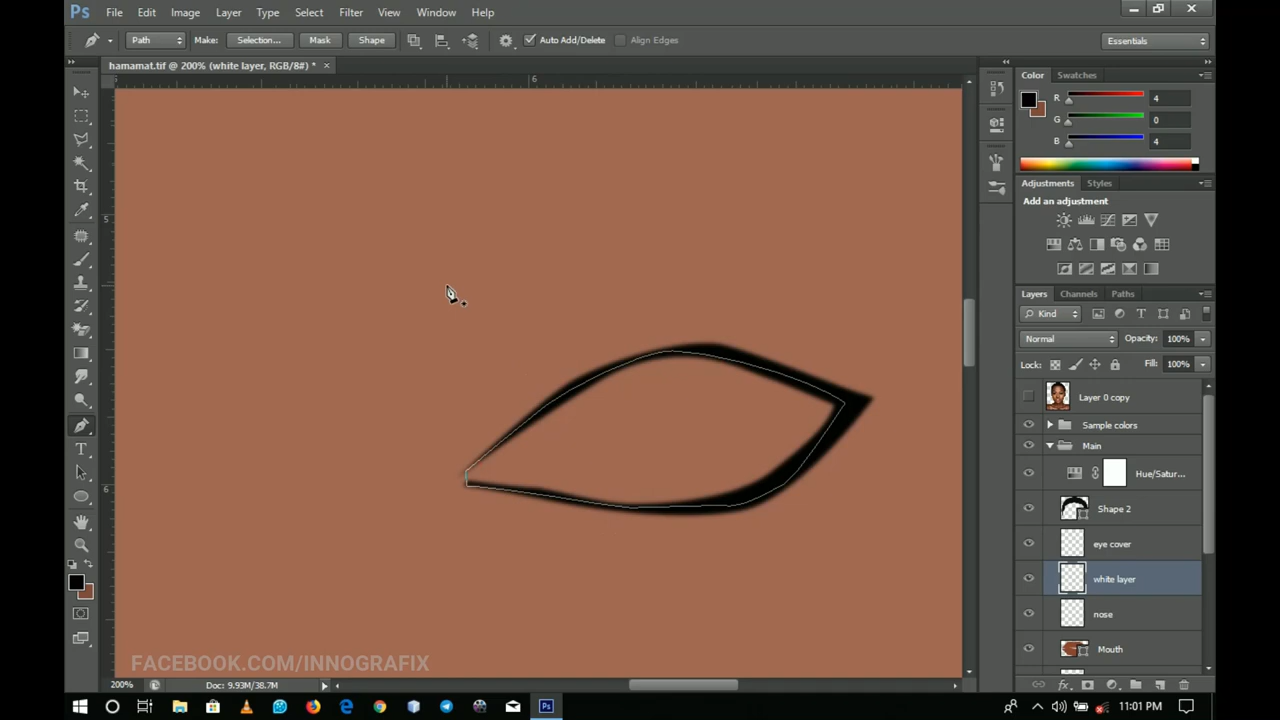 Ps File Edit Image Layer Type Select Filter View Window Help
Path Make: Selection... Mask Shape Auto Add/Delete Align Edges Essentials
hamamat.tif @ 200% (white layer, RGB/8#) * ×
6
5
6
Color Swatches
R 4
G 0
B 4
Adjustments Styles
Add an adjustment
Layers Channels Paths
Kind
Normal Opacity: 100%
Lock: Fill: 100%
Layer 0 copy
Sample colors
Main
Hue/Satur...
Shape 2
eye cover
white layer
nose
Mouth
FACEBOOK.COM/INNOGRAFIX
200% Doc: 9.93M/38.7M
11:01 PM